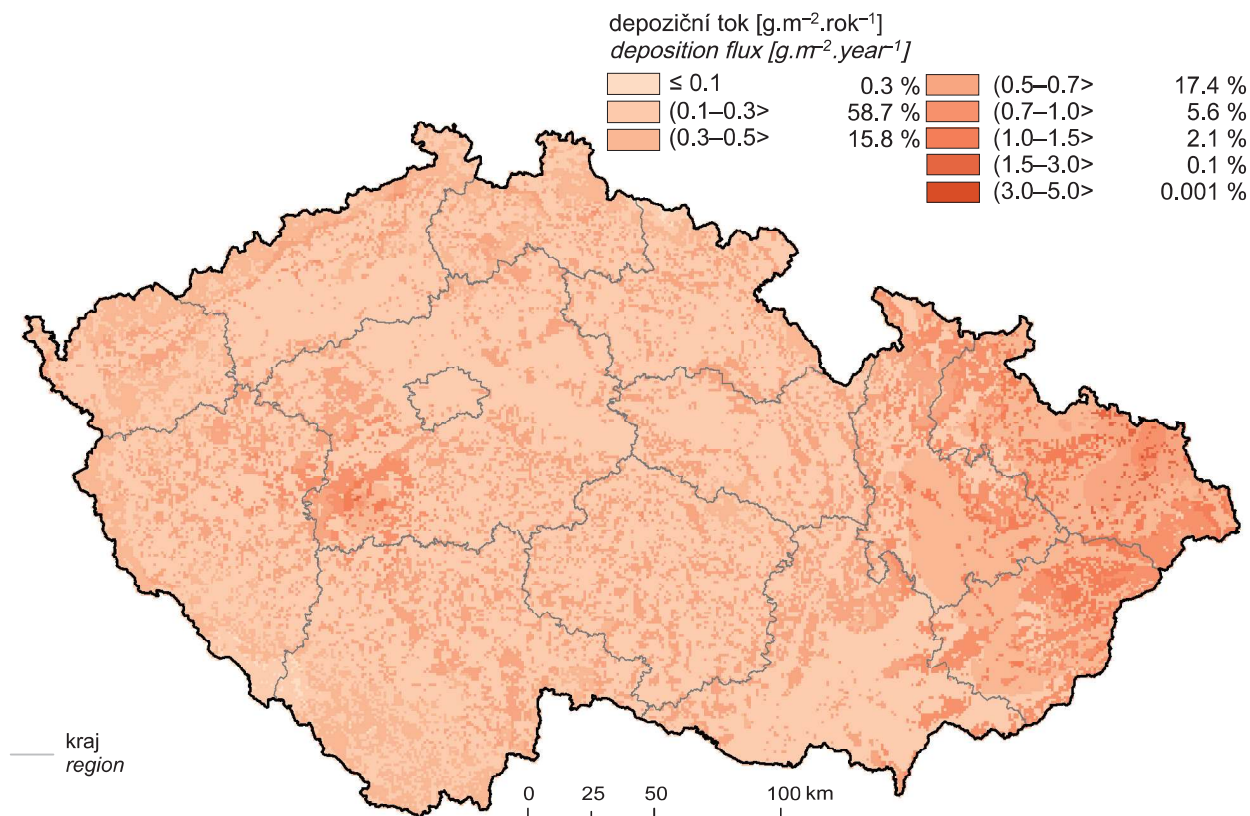 depoziční tok [g.m⁻².rok⁻¹]
deposition flux [g.m⁻².year⁻¹]
≤ 0.1 0.3 %
(0.1–0.3> 58.7 %
(0.3–0.5> 15.8 %
(0.5–0.7> 17.4 %
(0.7–1.0> 5.6 %
(1.0–1.5> 2.1 %
(1.5–3.0> 0.1 %
(3.0–5.0> 0.001 %
kraj
region
0 25 50 100 km